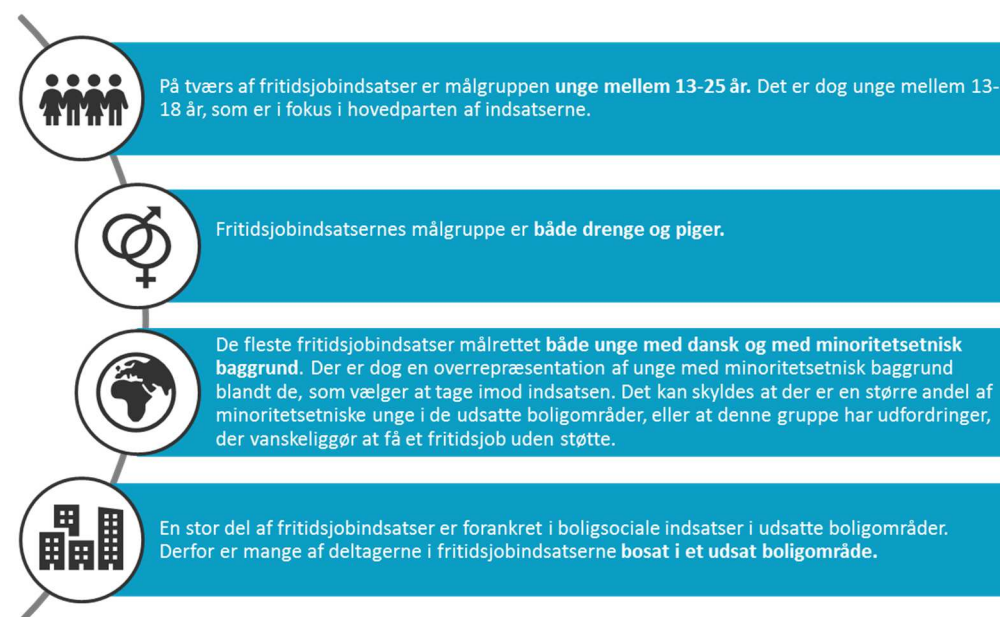 På tværs af fritidsjobindsatser er målgruppen unge mellem 13-25 år. Det er dog unge mellem 13-
18 år, som er i fokus i hovedparten af indsatserne.
Fritidsjobindsatsernes målgruppe er både drenge og piger.
De fleste fritidsjobindsatser målrettet både unge med dansk og med minoritetsetnisk
baggrund. Der er dog en overrepræsentation af unge med minoritetsetnisk baggrund
blandt de, som vælger at tage imod indsatsen. Det kan skyldes at der er en større andel af
minoritetsetniske unge i de udsatte boligområder, eller at denne gruppe har udfordringer,
der vanskeliggør at få et fritidsjob uden støtte.
En stor del af fritidsjobindsatser er forankret i boligsociale indsatser i udsatte boligområder.
Derfor er mange af deltagerne i fritidsjobindsatserne bosat i et udsat boligområde.